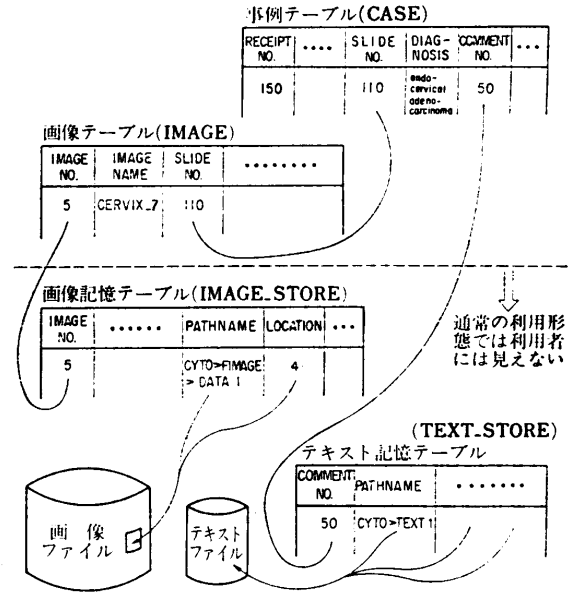 事例テーブル(CASE)
RECEIPT NO. ‥‥ SLIDE NO. DIAG-NOSIS COMMENT NO. ‥‥
150 110 endo-cervical adeno-carcinoma 50
画像テーブル(IMAGE)
IMAGE NO. IMAGE NAME SLIDE NO. ‥‥‥‥
5 CERVIX_7 110
画像記憶テーブル(IMAGE_STORE)
IMAGE NO. ‥‥‥ PATHNAME LOCATION ‥‥
5 CYTO>FIMAGE > DATA 1 4
通常の利用形
態では利用者
には見えない
(TEXT_STORE)
テキスト記憶テーブル
COMMENT NO. PATHNAME ‥‥‥‥
50 CYTO>TEXT 1
画像
ファイル
テキスト
ファイル